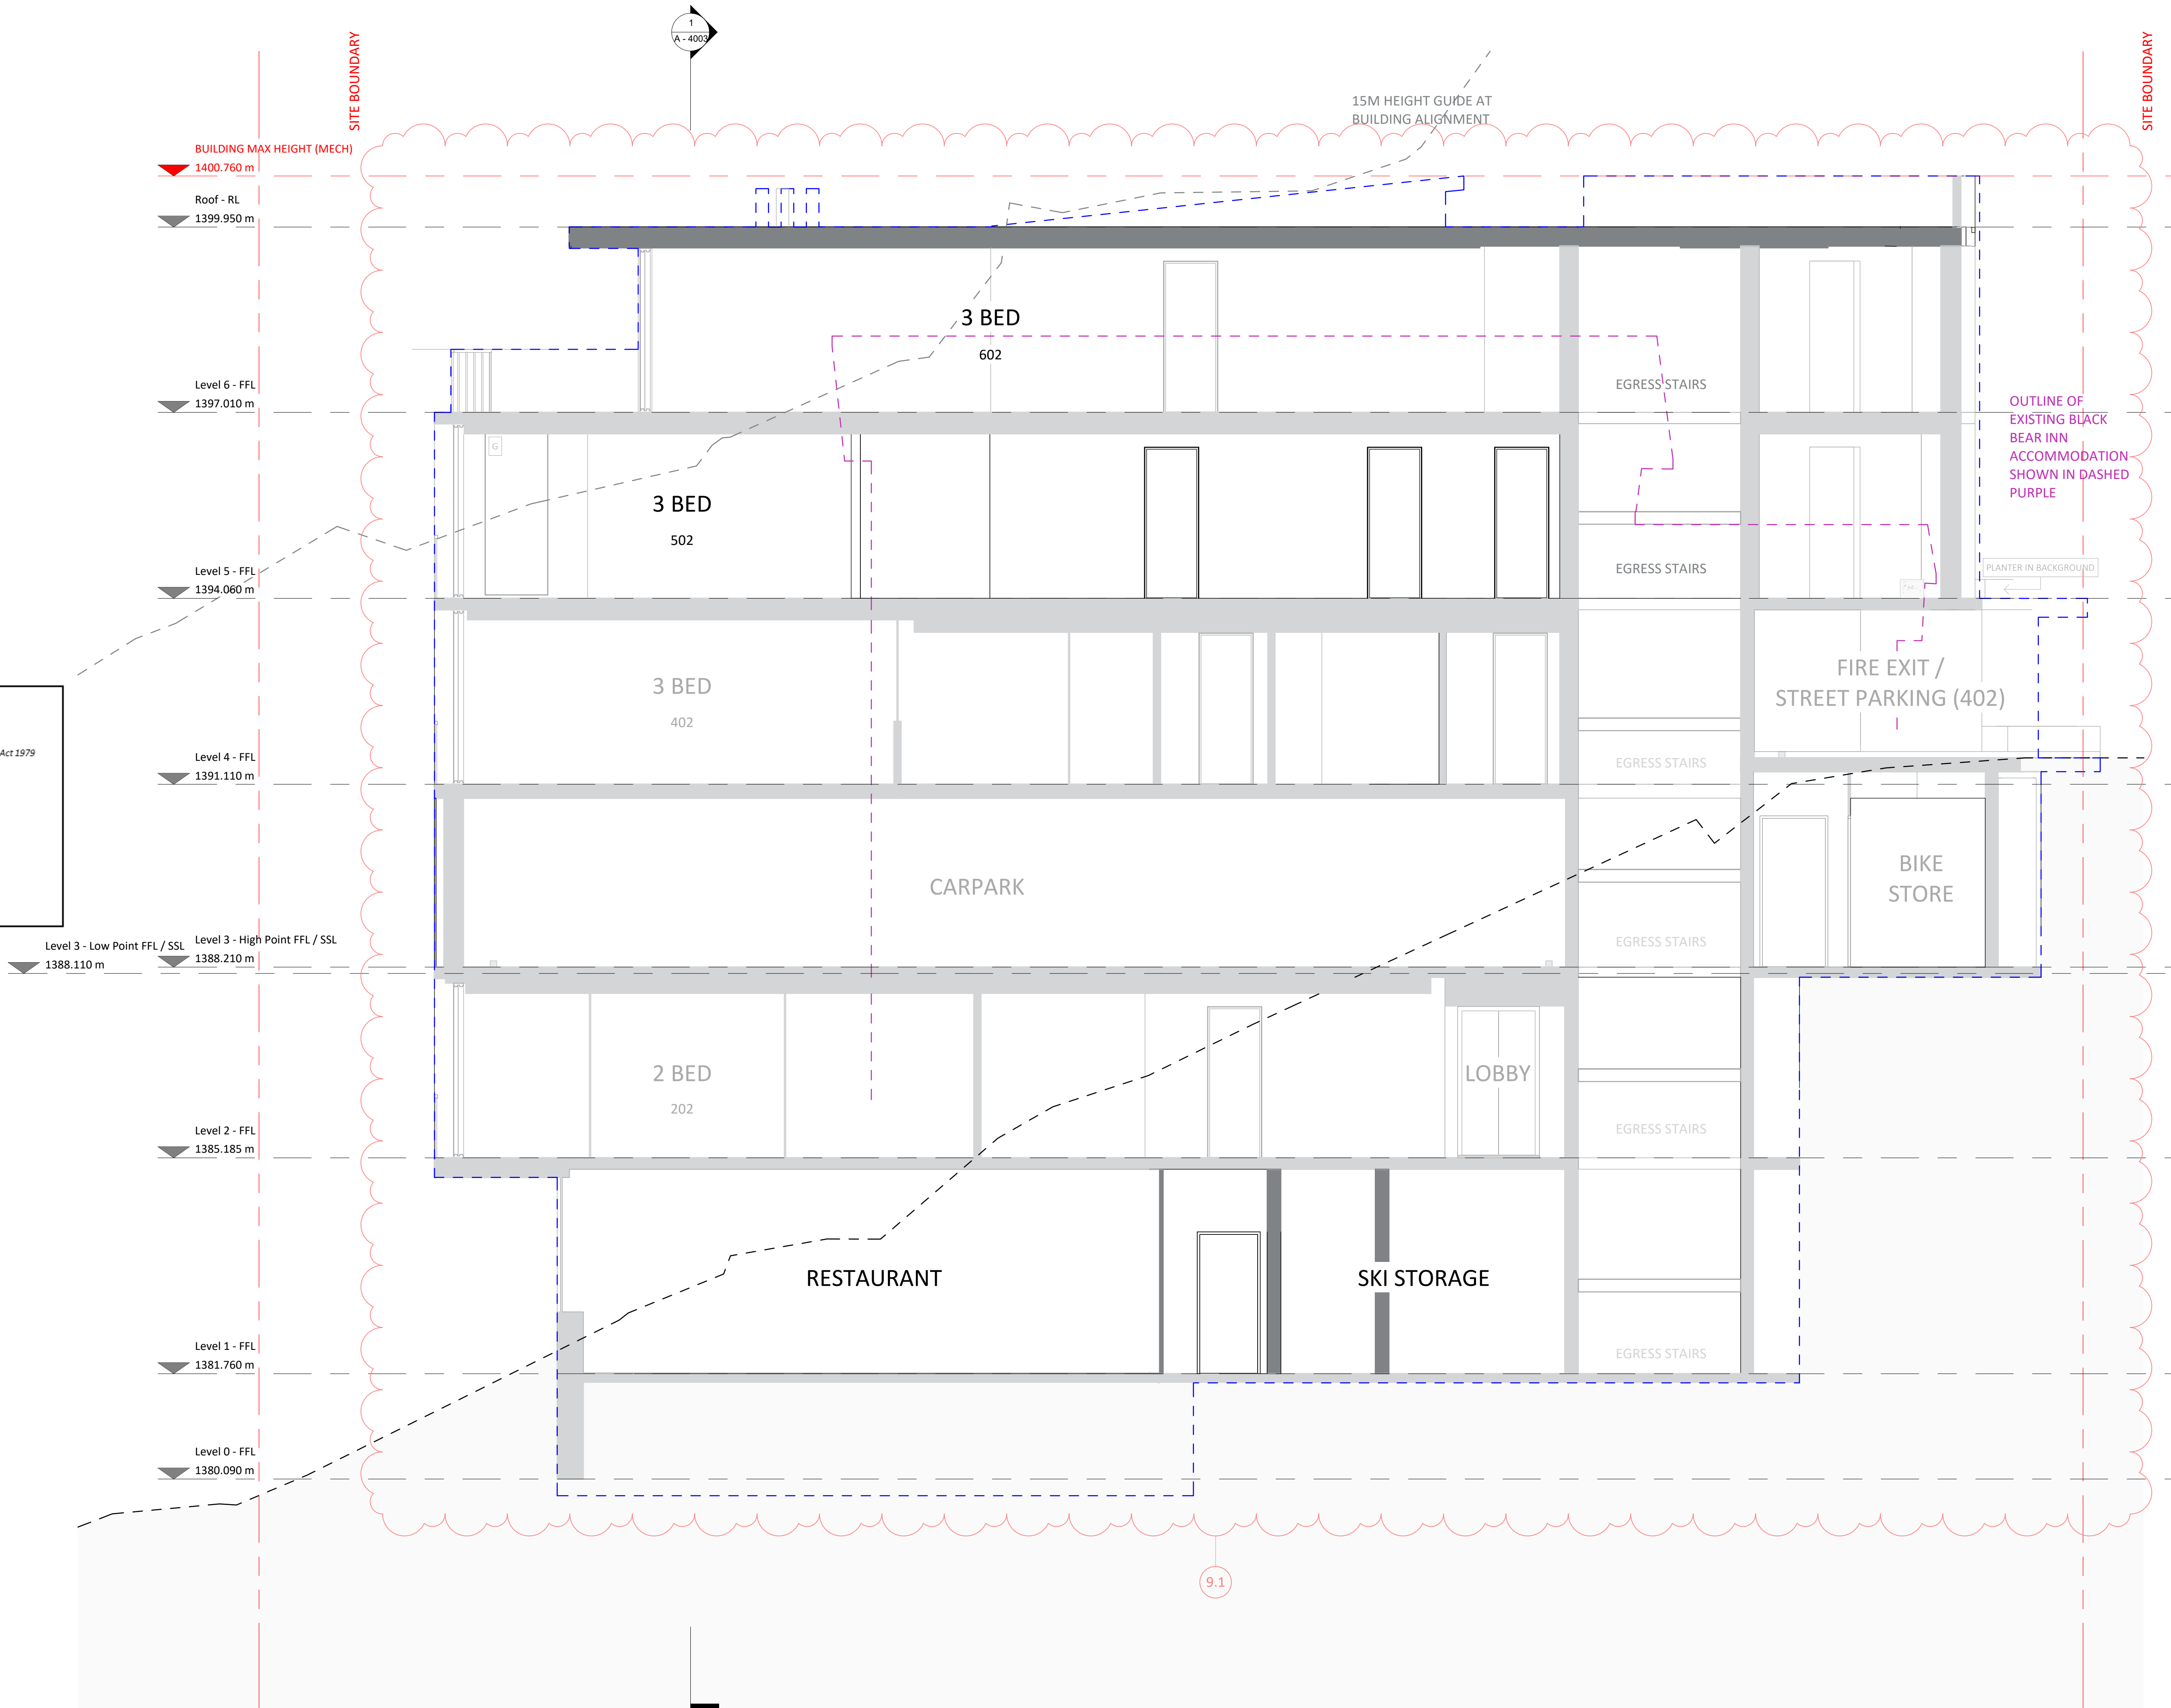 1
A - 4003
SITE BOUNDARY
SITE BOUNDARY
15M HEIGHT GUIDE AT
BUILDING ALIGNMENT
BUILDING MAX HEIGHT (MECH)
1400.760 m
Roof - RL
1399.950 m
3 BED
602
Level 6 - FFL
1397.010 m
EGRESS STAIRS
OUTLINE OF
EXISTING BLACK
BEAR INN
ACCOMMODATION
SHOWN IN DASHED
PURPLE
G
3 BED
502
Level 5 - FFL
1394.060 m
EGRESS STAIRS
PLANTER IN BACKGROUND
3 BED
402
FIRE EXIT /
STREET PARKING (402)
Act 1979
Level 4 - FFL
1391.110 m
EGRESS STAIRS
CARPARK
BIKE
STORE
Level 3 - Low Point FFL / SSL
1388.110 m
Level 3 - High Point FFL / SSL
1388.210 m
EGRESS STAIRS
2 BED
202
LOBBY
Level 2 - FFL
1385.185 m
EGRESS STAIRS
RESTAURANT
SKI STORAGE
Level 1 - FFL
1381.760 m
EGRESS STAIRS
Level 0 - FFL
1380.090 m
9.1